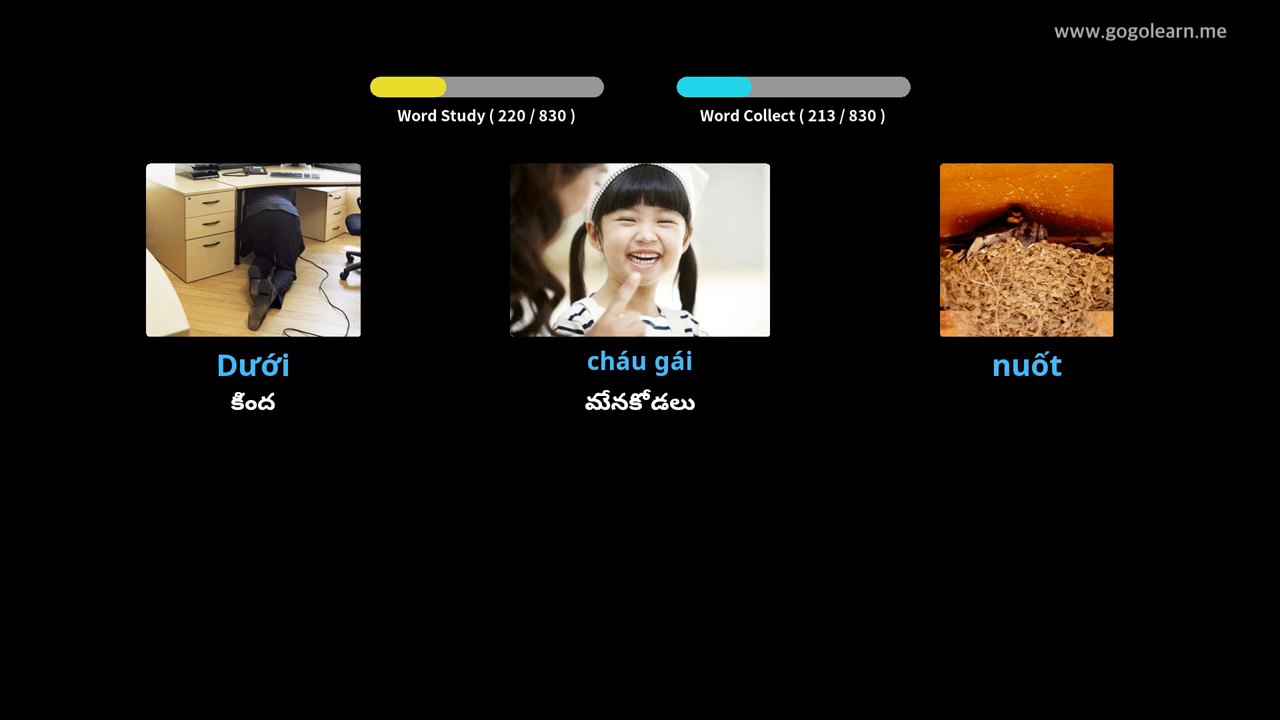 www.gogolearn.me
Word Study ( 220 / 830 )
Word Collect ( 213 / 830 )
Dưới
cháu gái
nuốt
కింద
మేనకోడలు